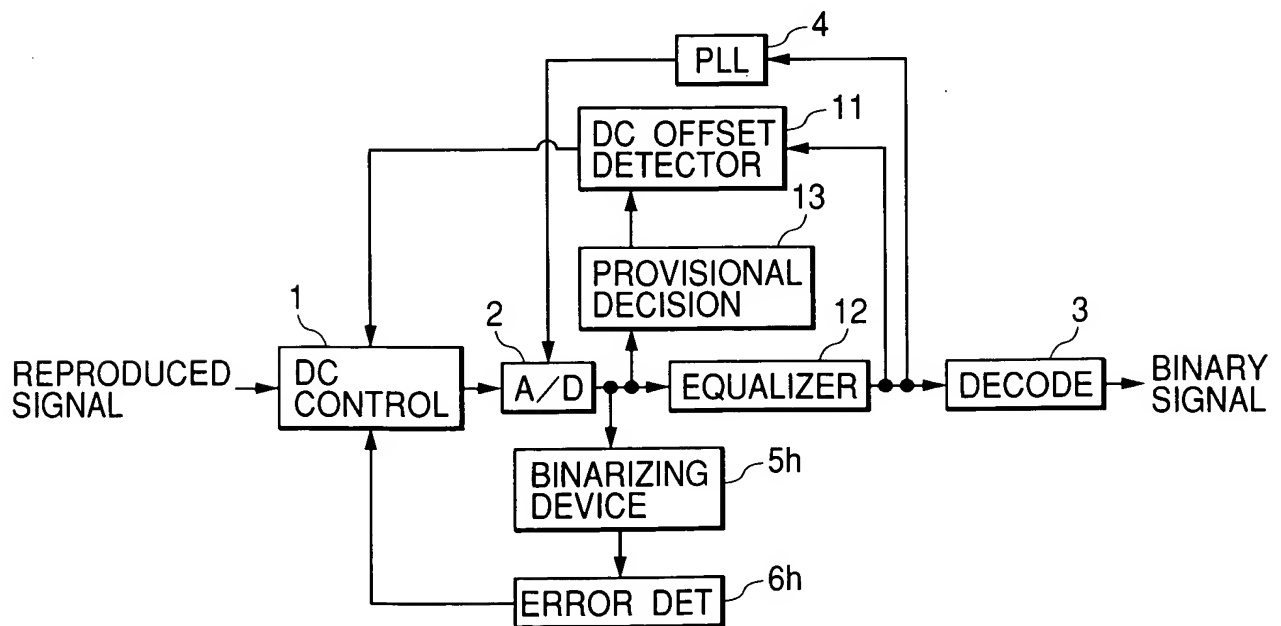 4
PLL
11
DC OFFSET
DETECTOR
13
PROVISIONAL
DECISION
1
2
12
3
REPRODUCED
SIGNAL
DC
CONTROL
A/D
EQUALIZER
DECODE
BINARY
SIGNAL
BINARIZING
DEVICE
5h
ERROR DET
6h